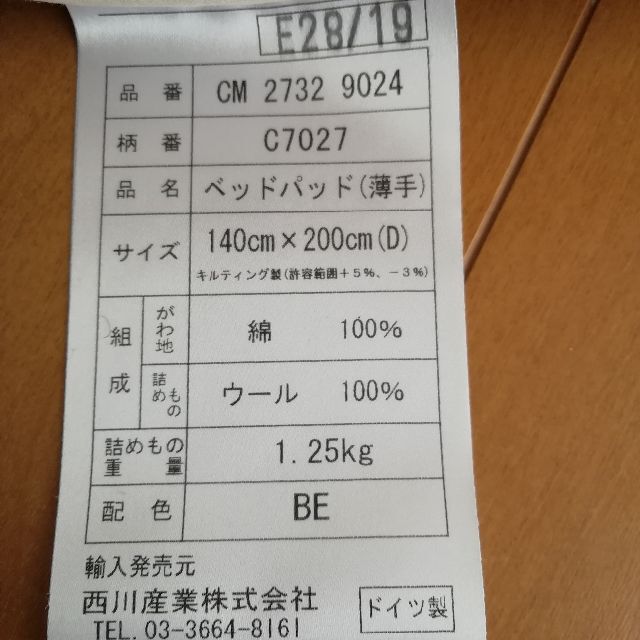 E28/19
品番 CM 2732 9024
柄番 C7027
品名 ベッドパッド(薄手)
サイズ 140cm×200cm(D)
キルティング製(許容範囲+5%、-3%)
組成 がわ地 綿 100%
詰めもの ウール 100%
詰めもの重量 1.25kg
配色 BE
輸入発売元
西川産業株式会社 ドイツ製
TEL.03-3664-8161